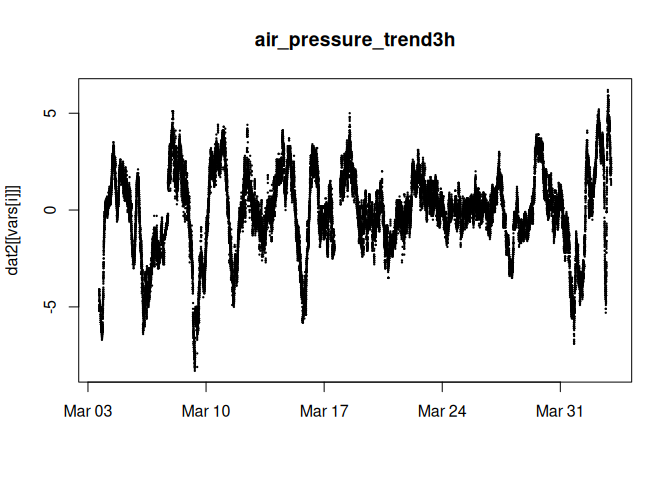 air_pressure_trend3h
dat2[[vars[i]]]
5
0
-5
Mar 03
Mar 10
Mar 17
Mar 24
Mar 31